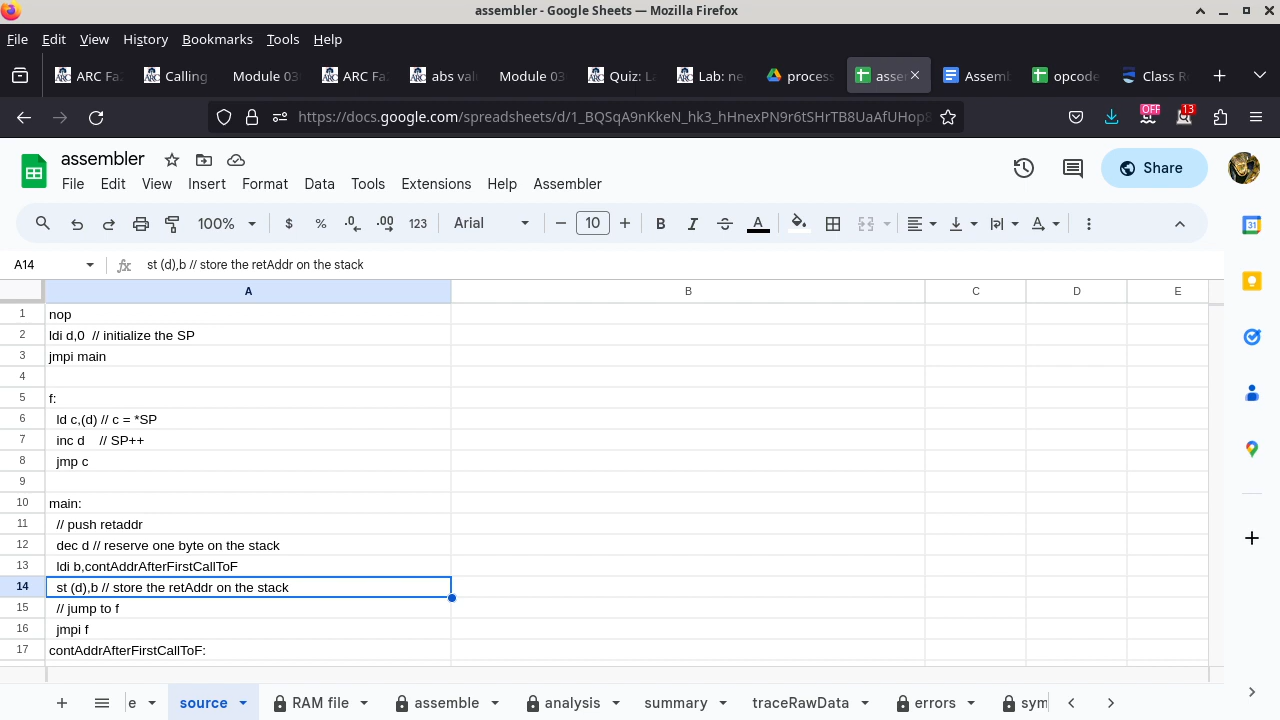 assembler - Google Sheets — Mozilla Firefox
File Edit View History Bookmarks Tools Help
ARC Fa Calling Module 03 ARC Fa abs val Module 03 Quiz: L Lab: ne process asse Assemb opcode Class R
https://docs.google.com/spreadsheets/d/1_BQSqA9nKkeN_hk3_hHnexPN9r6tSHrTB8UaAfUHop8 OFF 13
assembler
File Edit View Insert Format Data Tools Extensions Help Assembler
Share
100% $ % .0 .00 123 Arial 10 B I S A
31
A14 fx st (d),b // store the retAddr on the stack
A B C D E
1 nop
2 ldi d,0 // initialize the SP
3 jmpi main
4
5 f:
6 ld c,(d) // c = *SP
7 inc d // SP++
8 jmp c
9
10 main:
11 // push retaddr
12 dec d // reserve one byte on the stack
13 ldi b,contAddrAfterFirstCallToF
14 st (d),b // store the retAddr on the stack
15 // jump to f
16 jmpi f
17 contAddrAfterFirstCallToF:
e source RAM file assemble analysis summary traceRawData errors sym